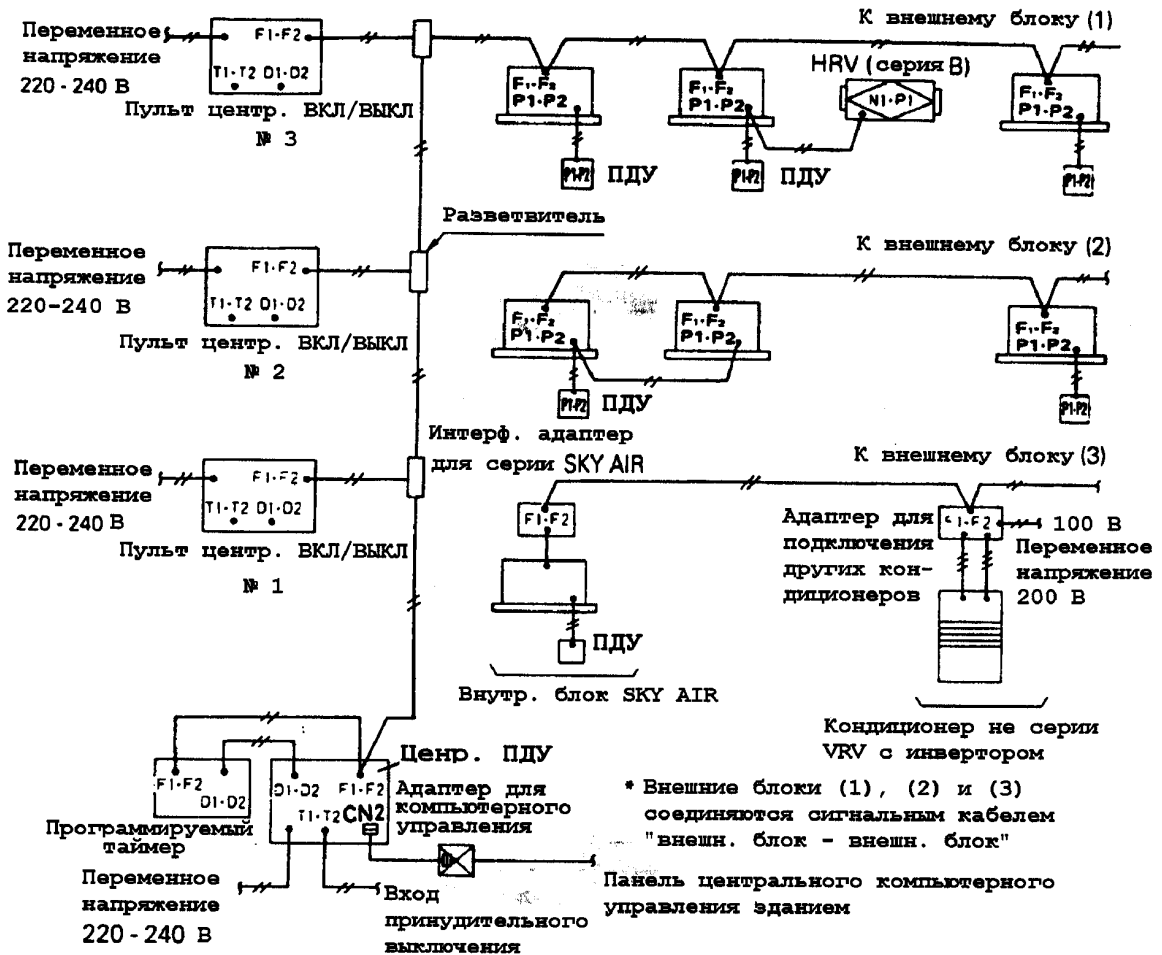 К внешнему блоку (1)
Переменное
напряжение
220-240 В
F1·F2
T1·T2 D1·D2
Пульт центр. ВКЛ/ВЫКЛ
№ 3
HRV (серия В)
F1·F2
P1·P2
F1·F2
P1·P2
N1·P1
F1·F2
P1·P2
P1·P2
ПДУ
P1·P2
ПДУ
P1·P2
Разветвитель
К внешнему блоку (2)
Переменное
напряжение
220-240 В
F1·F2
T1·T2 D1·D2
Пульт центр. ВКЛ/ВЫКЛ
№ 2
F1·F2
P1·P2
F1·F2
P1·P2
F1·F2
P1·P2
P1·P2
ПДУ
P1·P2
Интерф. адаптер
для серии SKY AIR
К внешнему блоку (3)
Переменное
напряжение
220-240 В
F1·F2
T1·T2 D1·D2
Пульт центр. ВКЛ/ВЫКЛ
№ 1
F1·F2
Адаптер для
подключения
других кон-
диционеров
F1·F2
100 В
Переменное
напряжение
200 В
ПДУ
Внутр. блок SKY AIR
Кондиционер не серии
VRV с инвертором
Ценр. ПДУ
F1·F2
D1·D2
D1·D2
F1·F2
T1·T2
CN2
Адаптер для
компьютерного
управления
Программируемый
таймер
* Внешние блоки (1), (2) и (3)
соединяются сигнальным кабелем
"внешн. блок - внешн. блок"
Переменное
напряжение
220-240 В
Вход
принудительного
выключения
Панель центрального компьютерного
управления зданием